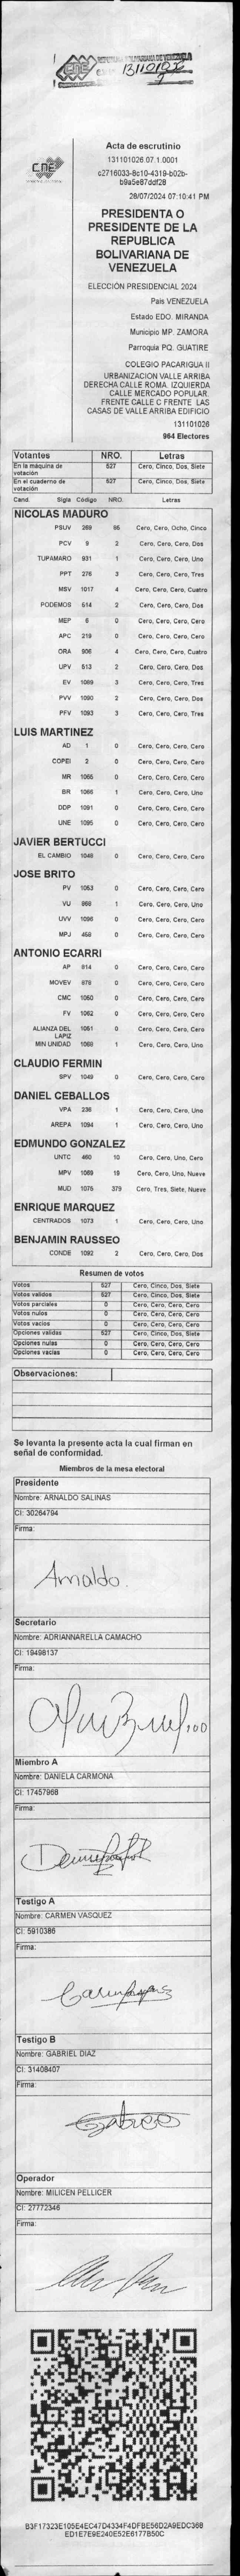 CNE
REPUBLICA BOLIVARIANA DE VENEZUELA
CNE
Acta de escrutinio
131101026.07.1.0001
c2716033-8c10-4319-b02b-
b9a5e87ddf28
28/07/2024 07:10:41 PM
PRESIDENTA O
PRESIDENTE DE LA
REPUBLICA
BOLIVARIANA DE
VENEZUELA
ELECCIÓN PRESIDENCIAL 2024
País VENEZUELA
Estado EDO. MIRANDA
Municipio MP. ZAMORA
Parroquia PQ. GUATIRE
COLEGIO PACARIGUA II
URBANIZACION VALLE ARRIBA
DERECHA CALLE ROMA. IZQUIERDA
CALLE MERCADO POPULAR.
FRENTE CALLE C FRENTE LAS
CASAS DE VALLE ARRIBA EDIFICIO
131101026
964 Electores
Votantes NRO. Letras
En la máquina de votación 527 Cero, Cinco, Dos, Siete
En el cuaderno de votación 527 Cero, Cinco, Dos, Siete
Cand. Sigla Código NRO. Letras
NICOLAS MADURO
PSUV 269 85 Cero, Cero, Ocho, Cinco
PCV 9 2 Cero, Cero, Cero, Dos
TUPAMARO 931 1 Cero, Cero, Cero, Uno
PPT 276 3 Cero, Cero, Cero, Tres
MSV 1017 4 Cero, Cero, Cero, Cuatro
PODEMOS 614 2 Cero, Cero, Cero, Dos
MEP 6 0 Cero, Cero, Cero, Cero
APC 219 0 Cero, Cero, Cero, Cero
ORA 906 4 Cero, Cero, Cero, Cuatro
UPV 513 2 Cero, Cero, Cero, Dos
EV 1089 3 Cero, Cero, Cero, Tres
PVV 1090 2 Cero, Cero, Cero, Dos
PFV 1093 3 Cero, Cero, Cero, Tres
LUIS MARTINEZ
AD 1 0 Cero, Cero, Cero, Cero
COPEI 2 0 Cero, Cero, Cero, Cero
MR 1065 0 Cero, Cero, Cero, Cero
BR 1066 1 Cero, Cero, Cero, Uno
DDP 1091 0 Cero, Cero, Cero, Cero
UNE 1095 0 Cero, Cero, Cero, Cero
JAVIER BERTUCCI
EL CAMBIO 1048 0 Cero, Cero, Cero, Cero
JOSE BRITO
PV 1053 0 Cero, Cero, Cero, Cero
VU 868 1 Cero, Cero, Cero, Uno
UVV 1096 0 Cero, Cero, Cero, Cero
MPJ 458 0 Cero, Cero, Cero, Cero
ANTONIO ECARRI
AP 814 0 Cero, Cero, Cero, Cero
MOVEV 878 0 Cero, Cero, Cero, Cero
CMC 1050 0 Cero, Cero, Cero, Cero
FV 1062 0 Cero, Cero, Cero, Cero
ALIANZA DEL LAPIZ 1051 0 Cero, Cero, Cero, Cero
MIN UNIDAD 1068 1 Cero, Cero, Cero, Uno
CLAUDIO FERMIN
SPV 1049 0 Cero, Cero, Cero, Cero
DANIEL CEBALLOS
VPA 236 1 Cero, Cero, Cero, Uno
AREPA 1094 1 Cero, Cero, Cero, Uno
EDMUNDO GONZALEZ
UNTC 460 10 Cero, Cero, Uno, Cero
MPV 1069 19 Cero, Cero, Uno, Nueve
MUD 1075 379 Cero, Tres, Siete, Nueve
ENRIQUE MARQUEZ
CENTRADOS 1073 1 Cero, Cero, Cero, Uno
BENJAMIN RAUSSEO
CONDE 1092 2 Cero, Cero, Cero, Dos
Resumen de votos
Votos 527 Cero, Cinco, Dos, Siete
Votos validos 527 Cero, Cinco, Dos, Siete
Votos parciales 0 Cero, Cero, Cero, Cero
Votos nulos 0 Cero, Cero, Cero, Cero
Votos vacios 0 Cero, Cero, Cero, Cero
Opciones validas 527 Cero, Cinco, Dos, Siete
Opciones nulas 0 Cero, Cero, Cero, Cero
Opciones vacias 0 Cero, Cero, Cero, Cero
Observaciones:
Se levanta la presente acta la cual firman en
señal de conformidad.
Miembros de la mesa electoral
Presidente
Nombre: ARNALDO SALINAS
CI: 30264794
Firma:
Arnaldo.
Secretario
Nombre: ADRIANNARELLA CAMACHO
CI: 19498137
Firma:
Miembro A
Nombre: DANIELA CARMONA
CI: 17457968
Firma:
Testigo A
Nombre: CARMEN VASQUEZ
CI: 5910386
Firma:
Testigo B
Nombre: GABRIEL DIAZ
CI: 31408407
Firma:
Operador
Nombre: MILICEN PELLICER
CI: 27772346
Firma:
B3F17323E105E4EC47D4334F4DFBE56D2A9EDC368
ED1E7E9E240E52E6177B50C